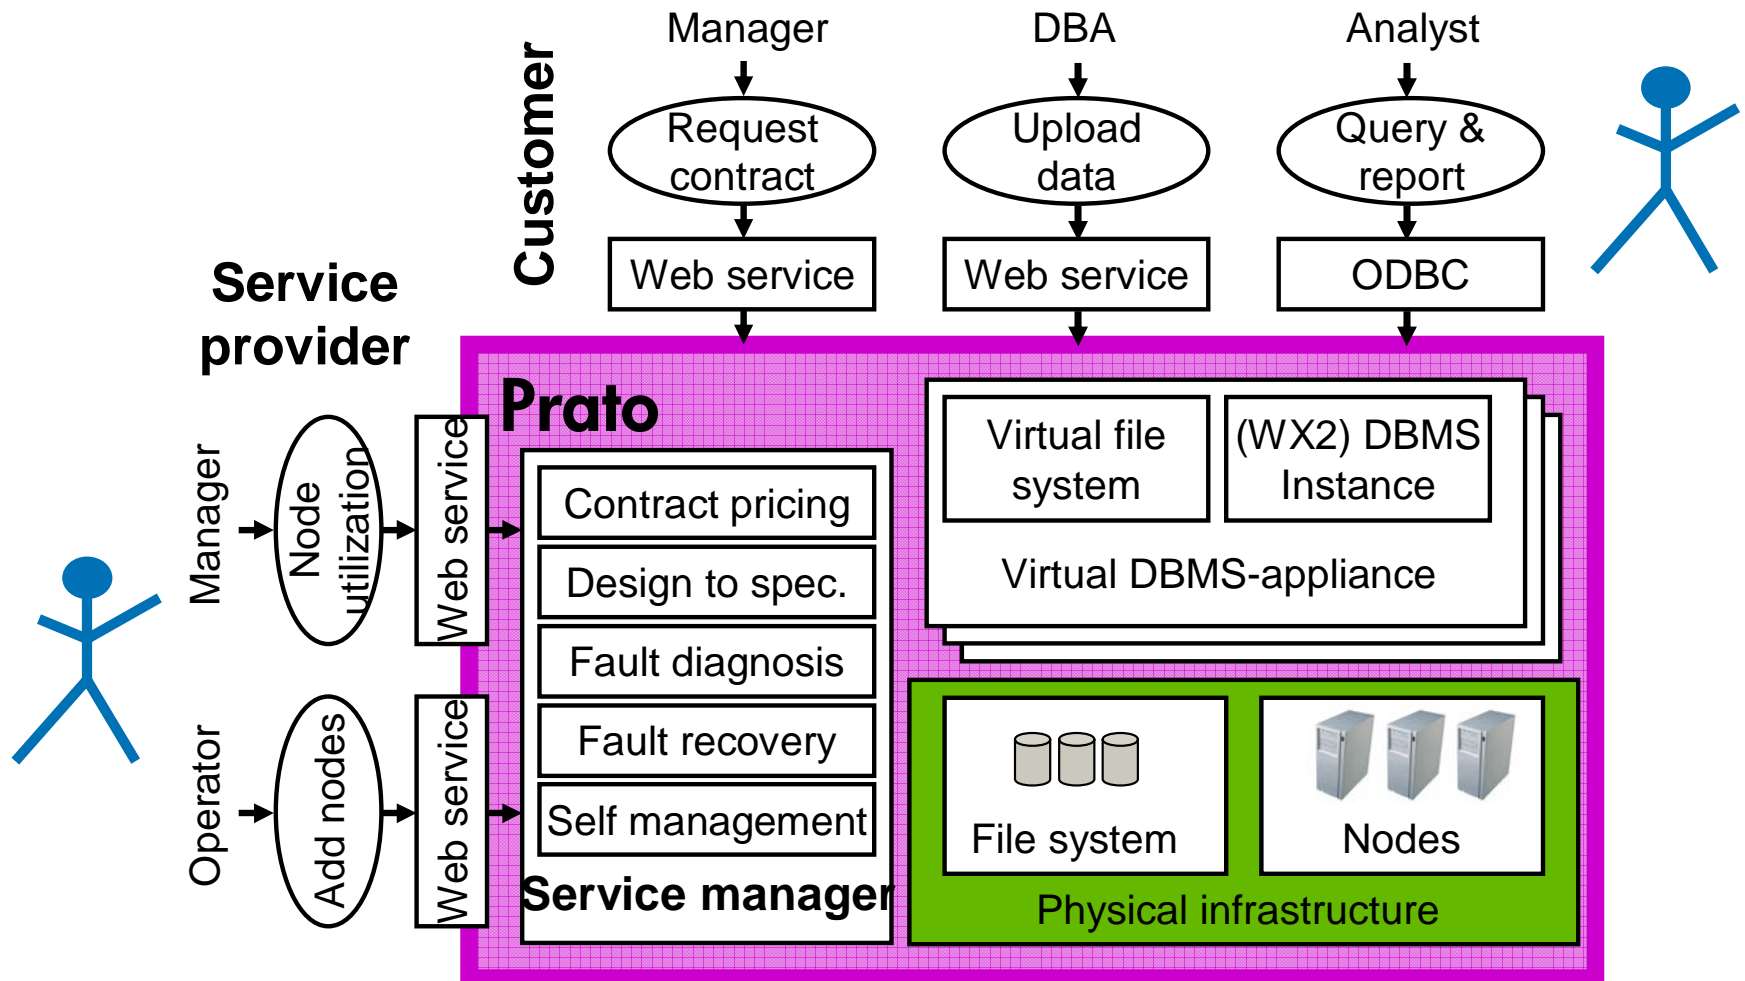 Manager
DBA
Analyst
Customer
Request
contract
Upload
data
Query &
report
Web service
Web service
ODBC
Service
provider
Manager
Node
utilization
Web service
Operator
Add nodes
Web service
Prato
Contract pricing
Design to spec.
Fault diagnosis
Fault recovery
Self management
Service manager
Virtual file
system
(WX2) DBMS
Instance
Virtual DBMS-appliance
File system
Nodes
Physical infrastructure